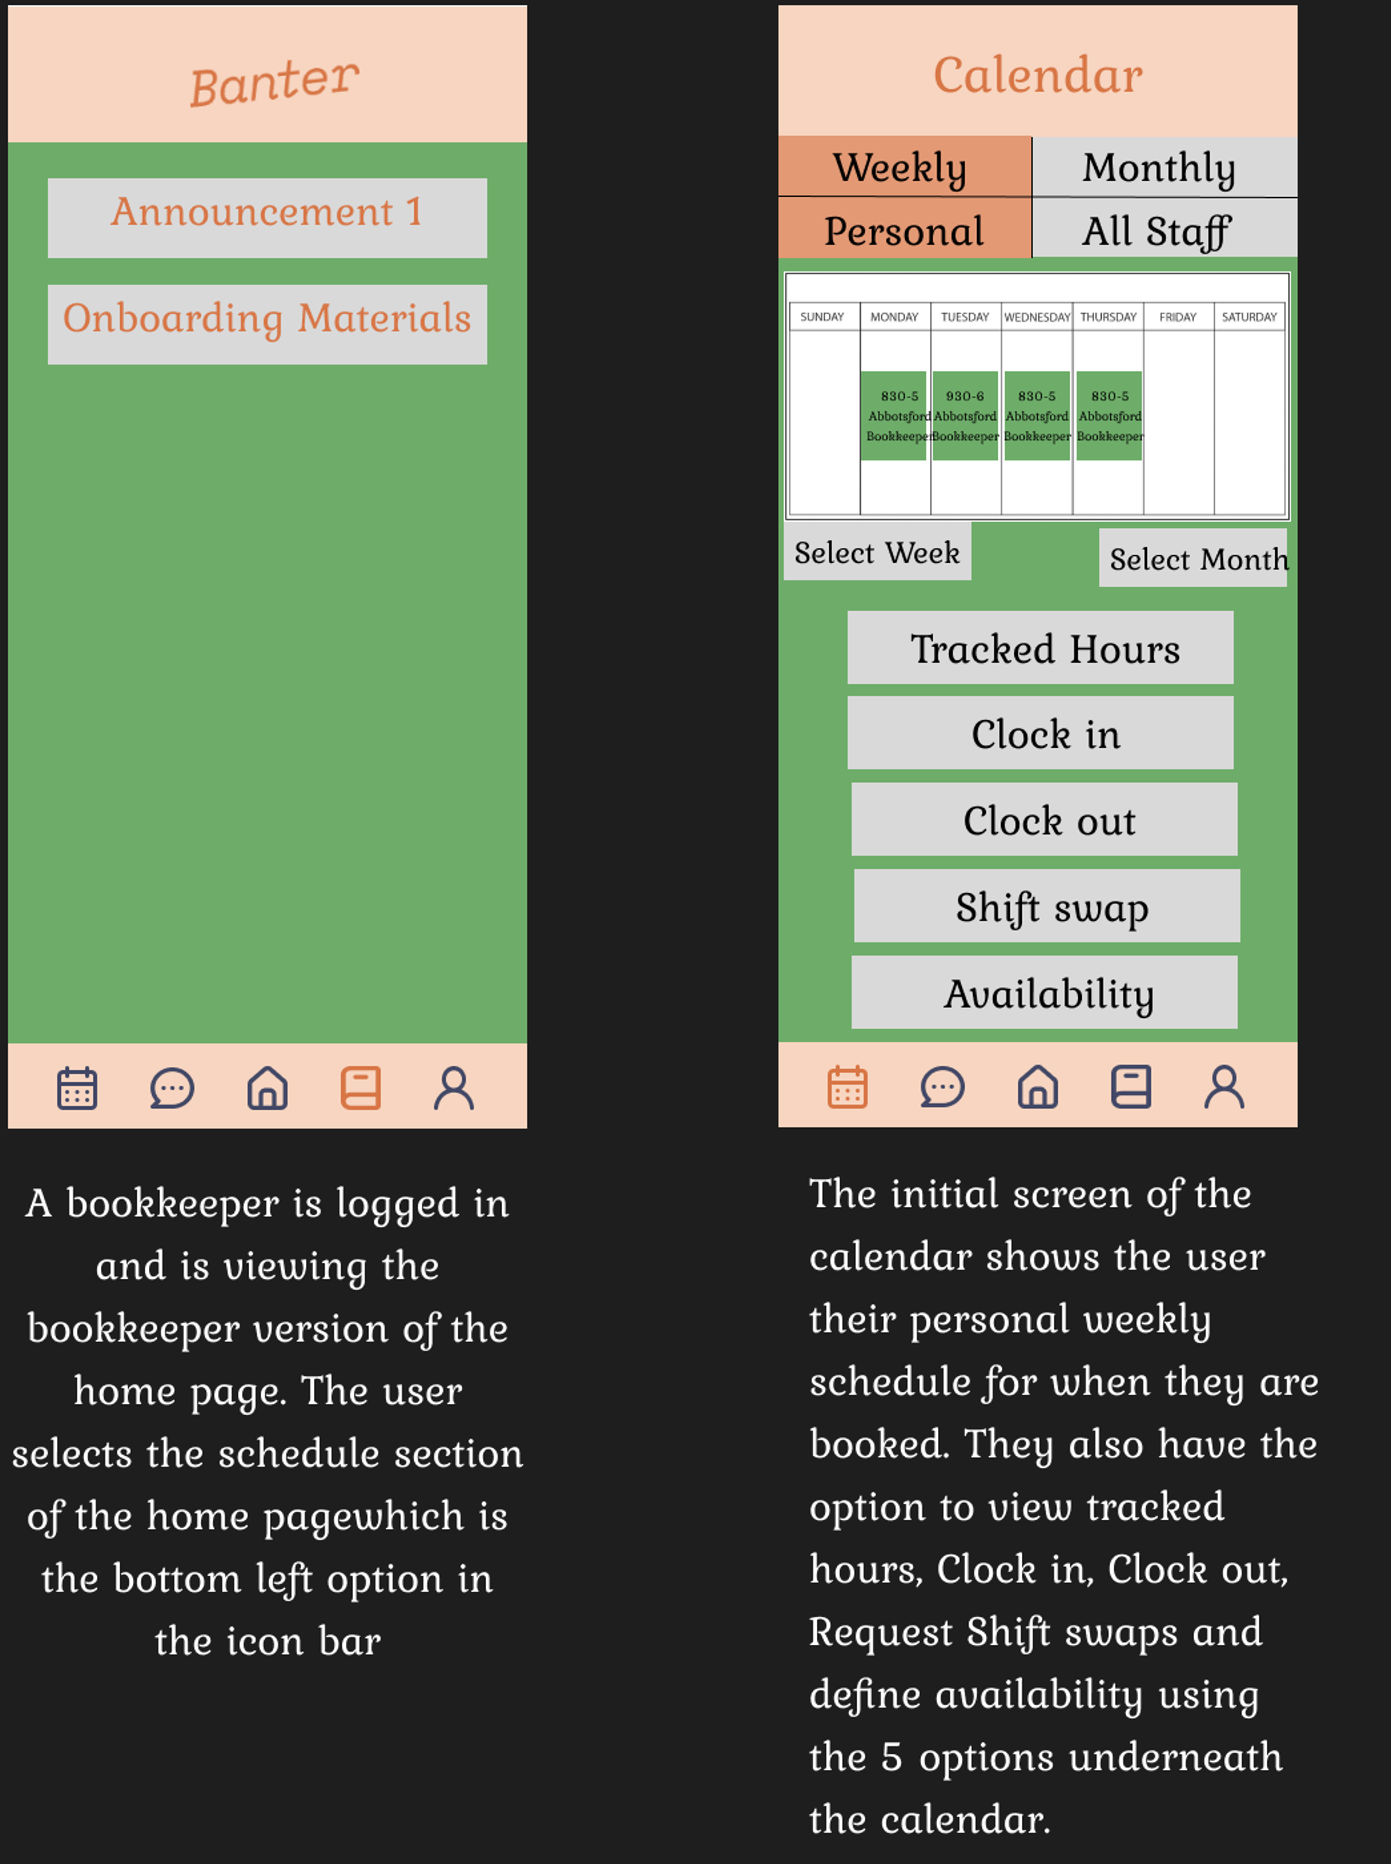 Banter
Announcement 1
Onboarding Materials
A bookkeeper is logged in
and is viewing the
bookkeeper version of the
home page. The user
selects the schedule section
of the home pagewhich is
the bottom left option in
the icon bar
Calendar
Weekly Monthly
Personal All Staff
SUNDAY MONDAY TUESDAY WEDNESDAY THURSDAY FRIDAY SATURDAY
830-5 930-6 830-5 830-5
Abbotsford Abbotsford Abbotsford Abbotsford
Bookkeeper Bookkeeper Bookkeeper Bookkeeper
Select Week Select Month
Tracked Hours
Clock in
Clock out
Shift swap
Availability
The initial screen of the
calendar shows the user
their personal weekly
schedule for when they are
booked. They also have the
option to view tracked
hours, Clock in, Clock out,
Request Shift swaps and
define availability using
the 5 options underneath
the calendar.